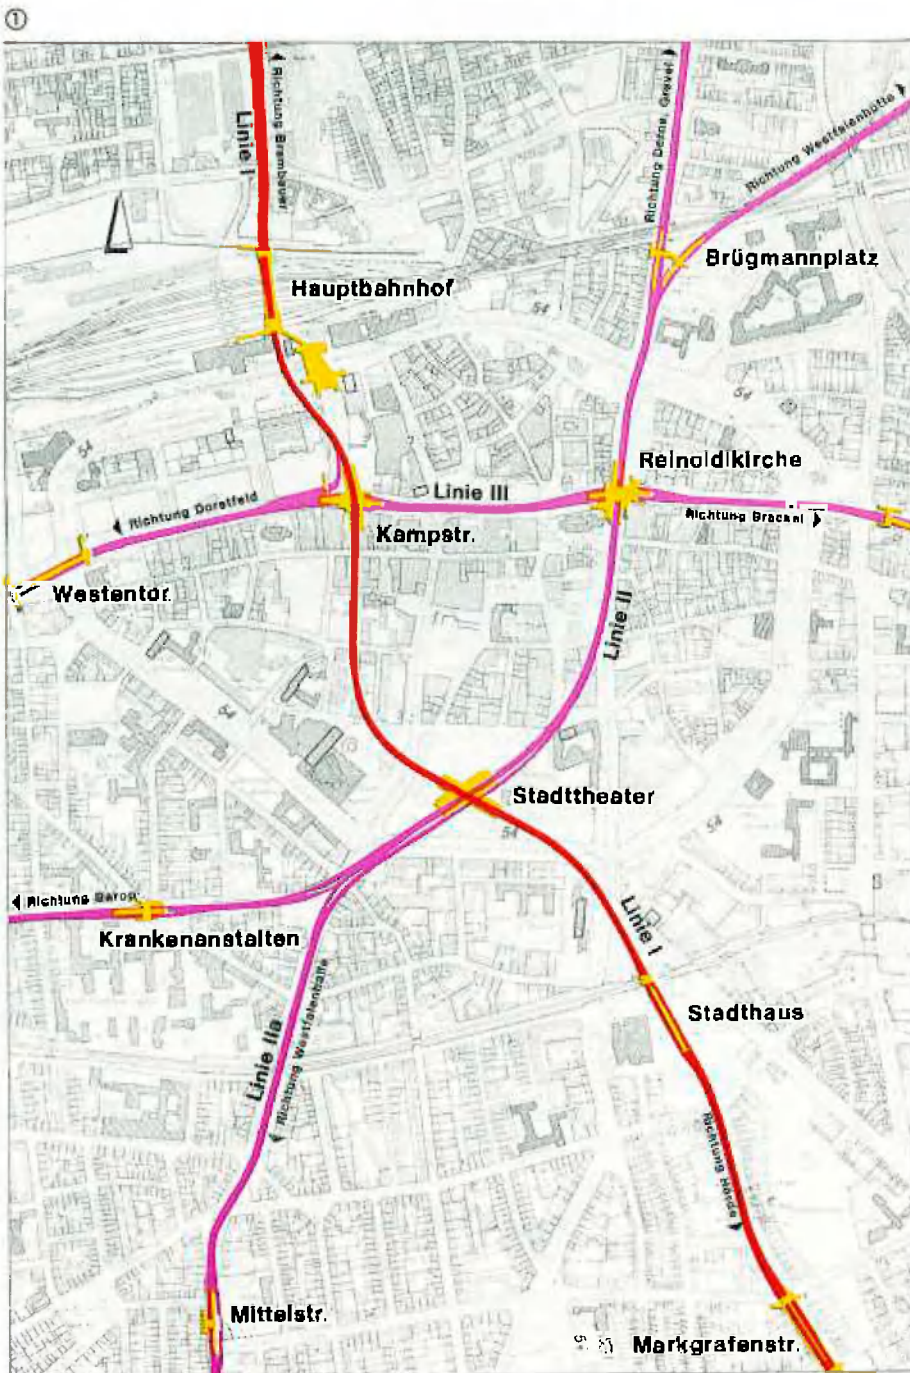 ①
Richtung Brambauer
Linie I
Richtung Derne, Grevel
Richtung Westfalenhütte
Brügmannplatz
Hauptbahnhof
54
54
54
Reinoldikirche
Linie III
Richtung Dorstfeld
Richtung Brackel
Kampstr.
Westentor
Linie II
54
Stadttheater
54
54
Richtung Barop
Krankenanstalten
Linie I
Richtung Westfalenhalle
Stadthaus
Linie IIa
Richtung Hörde
Mittelstr.
Markgrafenstr.